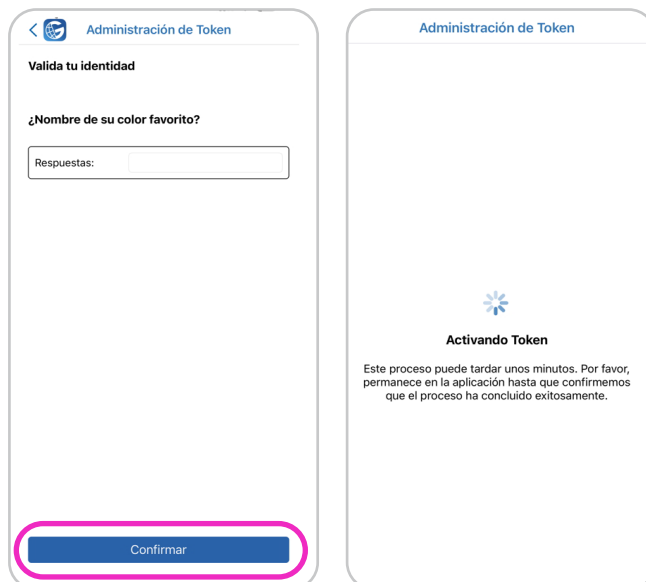 Administración de Token
Valida tu identidad
¿Nombre de su color favorito?
Respuestas:
Confirmar
Administración de Token
Activando Token
Este proceso puede tardar unos minutos. Por favor,
permanece en la aplicación hasta que confirmemos
que el proceso ha concluido exitosamente.